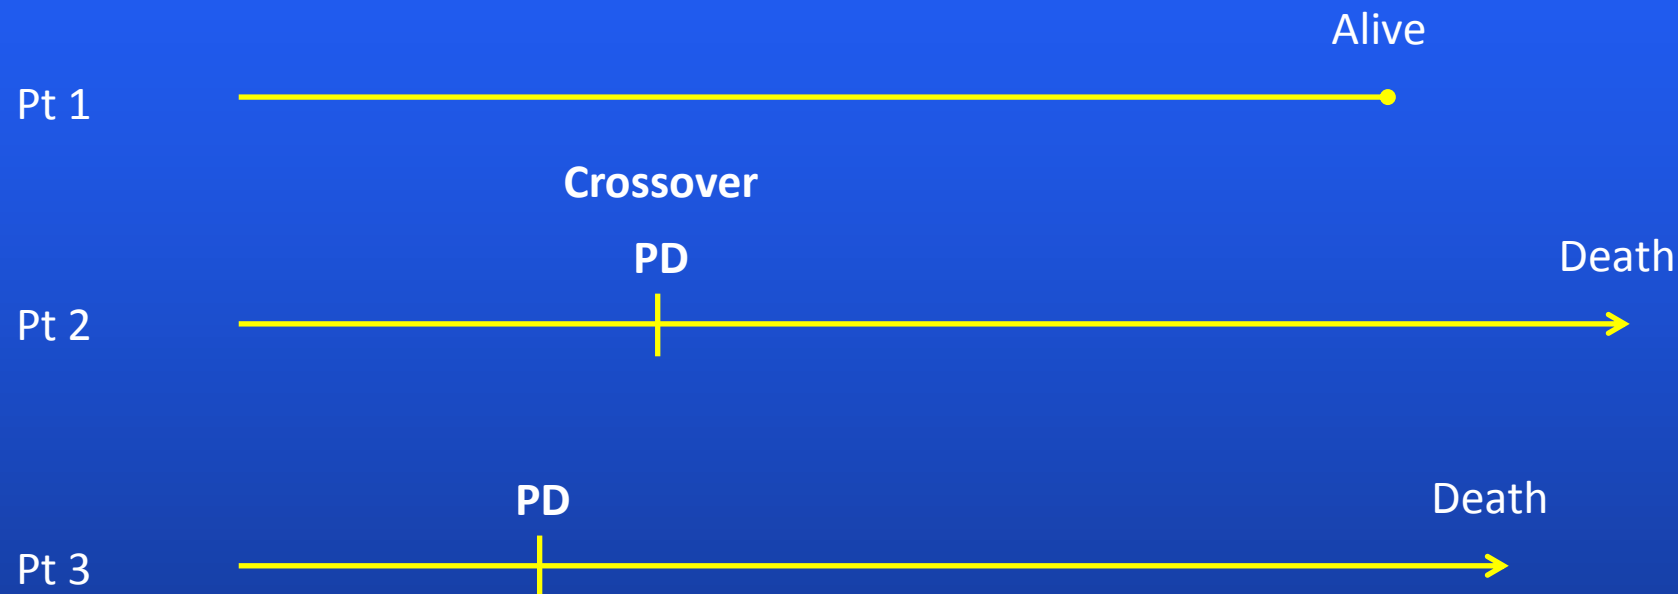 Alive
Pt 1
Crossover
PD
Death
Pt 2
PD
Death
Pt 3